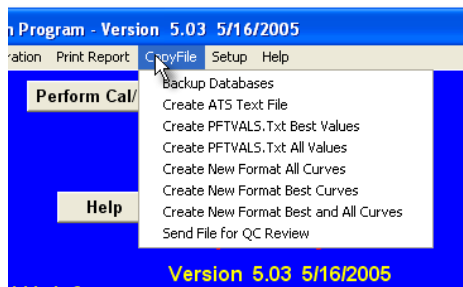 n Program - Version 5.03 5/16/2005
ration Print Report CopyFile Setup Help
Backup Databases
Perform Cal/
Create ATS Text File
Create PFTVALS.Txt Best Values
Create PFTVALS.Txt All Values
Create New Format All Curves
Create New Format Best Curves
Help
Create New Format Best and All Curves
Send File for QC Review
Version 5.03 5/16/2005